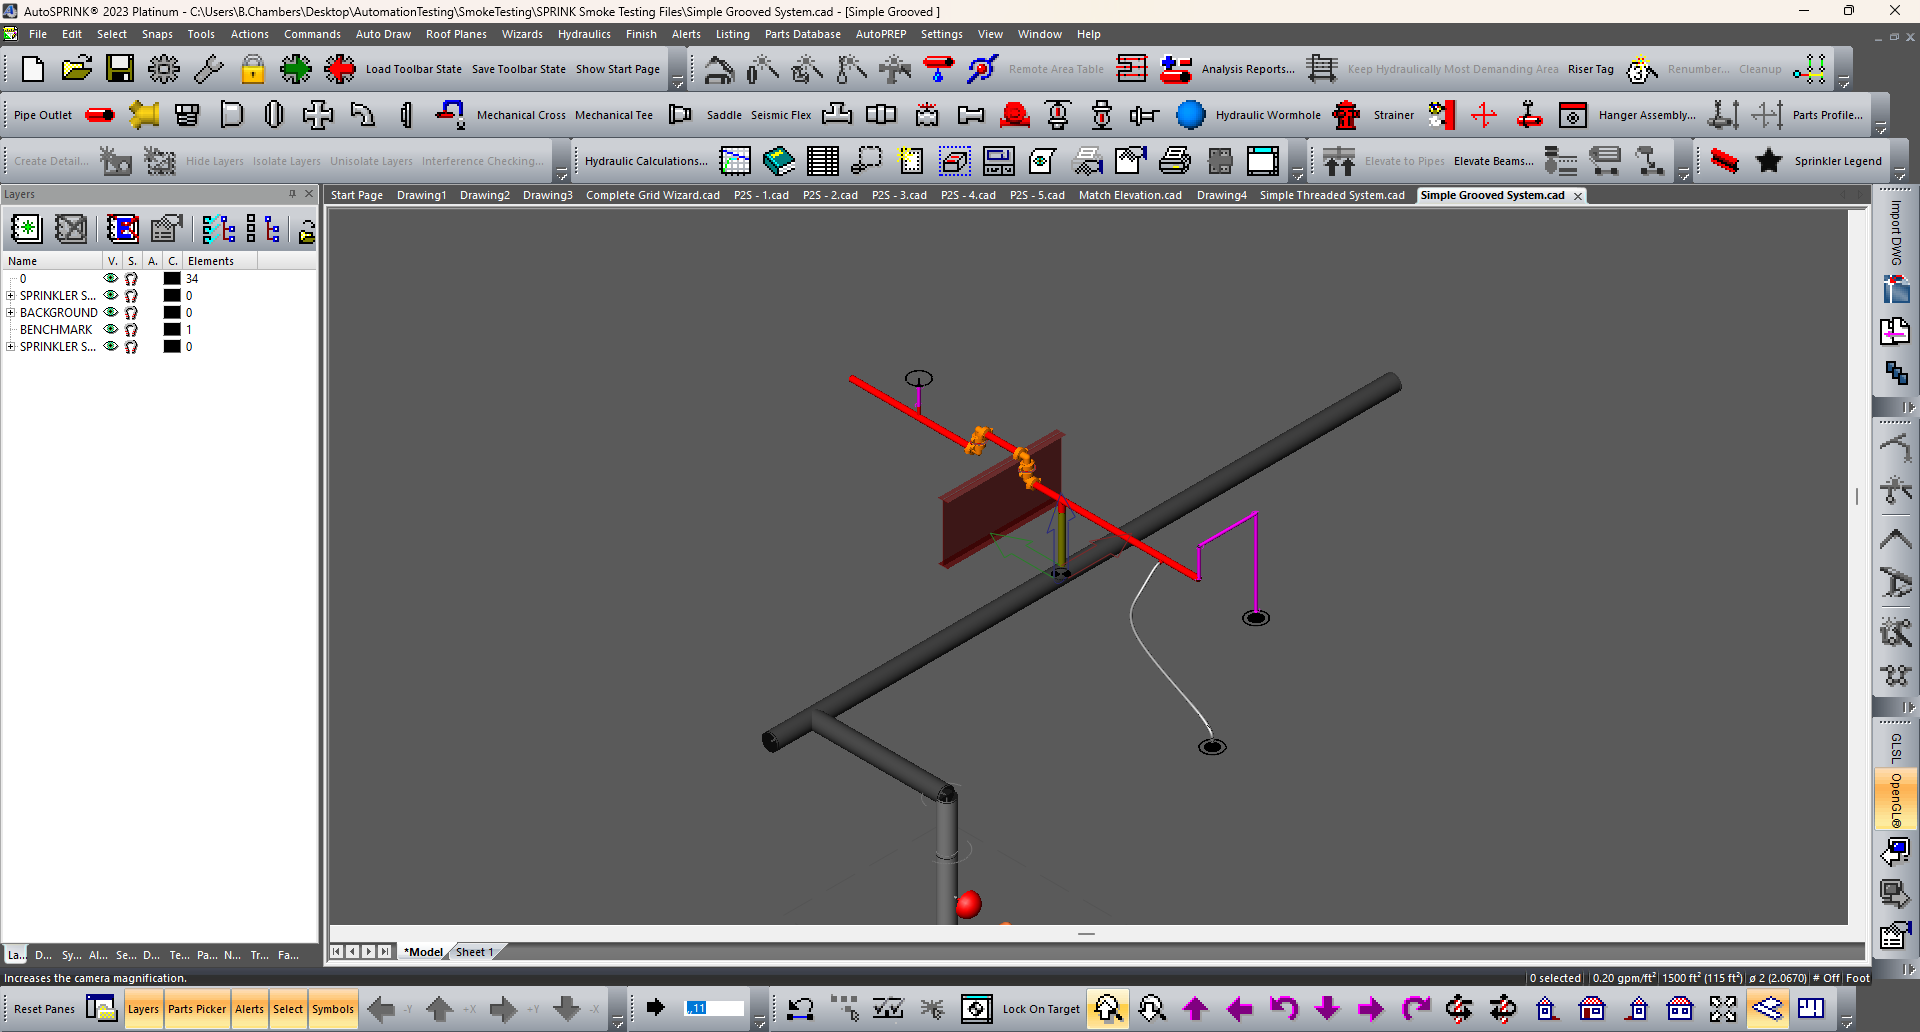 AutoSPRINK® 2023 Platinum - C:\Users\B.Chambers\Desktop\AutomationTesting\SmokeTesting\SPRINK Smoke Testing Files\Simple Grooved System.cad - [Simple Grooved ]
File Edit Select Snaps Tools Actions Commands Auto Draw Roof Planes Wizards Hydraulics Finish Alerts Listing Parts Database AutoPREP Settings View Window Help
Load Toolbar State Save Toolbar State Show Start Page Remote Area Table Analysis Reports... Keep Hydraulically Most Demanding Area Riser Tag Renumber... Cleanup
Pipe Outlet Mechanical Cross Mechanical Tee Saddle Seismic Flex Hydraulic Wormhole Strainer Hanger Assembly... Parts Profile...
Create Detail... Hide Layers Isolate Layers Unisolate Layers Interference Checking... Hydraulic Calculations... Elevate to Pipes Elevate Beams... Sprinkler Legend
Layers
Start Page Drawing1 Drawing2 Drawing3 Complete Grid Wizard.cad P2S - 1.cad P2S - 2.cad P2S - 3.cad P2S - 4.cad P2S - 5.cad Match Elevation.cad Drawing4 Simple Threaded System.cad Simple Grooved System.cad
Name V. S. A. C. Elements
0 34
SPRINKLER S... 0
BACKGROUND 0
BENCHMARK 1
SPRINKLER S... 0
Import DWG
GLSL
OpenGL®
*Model Sheet 1
La... D... Sy... Al... Se... D... Te... Pa... N... Tr... Fa...
Increases the camera magnification. 0 selected 0.20 gpm/ft² 1500 ft² (115 ft²) ø 2 (2.0670) # Off Foot
Reset Panes Layers Parts Picker Alerts Select Symbols -Y +X +Y -X ,,11 Lock On Target